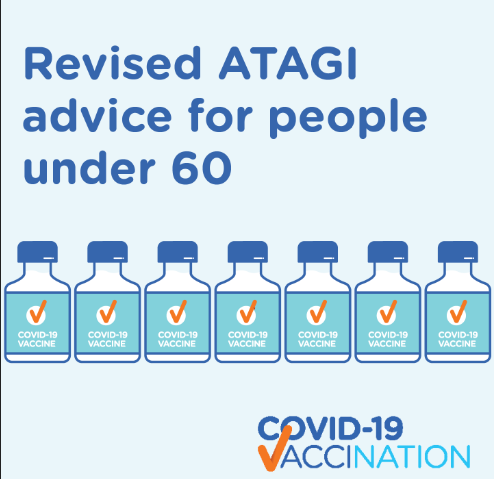 Revised ATAGI
advice for people
under 60
COVID-19
VACCINE
COVID-19
VACCINE
COVID-19
VACCINE
COVID-19
VACCINE
COVID-19
VACCINE
COVID-19
VACCINE
COVID-19
VACCINE
COVID-19
VACCINATION